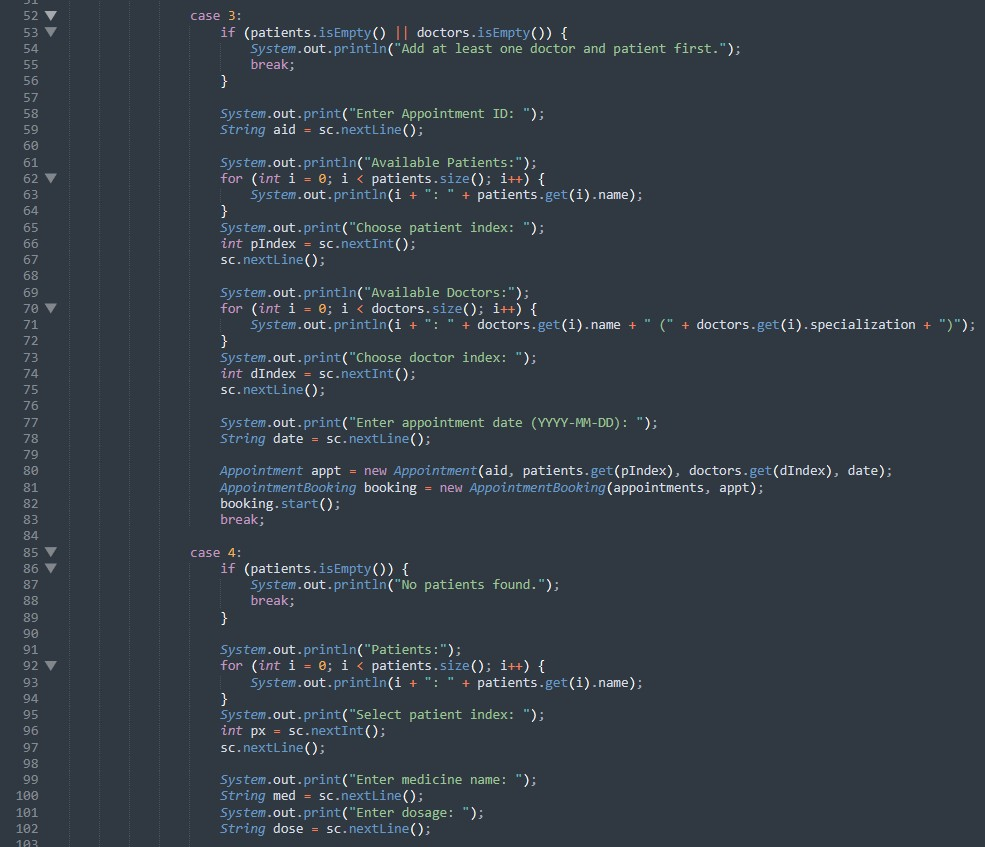 52 case 3:
53 if (patients.isEmpty() || doctors.isEmpty()) {
54 System.out.println("Add at least one doctor and patient first.");
55 break;
56 }
57
58 System.out.print("Enter Appointment ID: ");
59 String aid = sc.nextLine();
60
61 System.out.println("Available Patients:");
62 for (int i = 0; i < patients.size(); i++) {
63 System.out.println(i + ": " + patients.get(i).name);
64 }
65 System.out.print("Choose patient index: ");
66 int pIndex = sc.nextInt();
67 sc.nextLine();
68
69 System.out.println("Available Doctors:");
70 for (int i = 0; i < doctors.size(); i++) {
71 System.out.println(i + ": " + doctors.get(i).name + " (" + doctors.get(i).specialization + ")");
72 }
73 System.out.print("Choose doctor index: ");
74 int dIndex = sc.nextInt();
75 sc.nextLine();
76
77 System.out.print("Enter appointment date (YYYY-MM-DD): ");
78 String date = sc.nextLine();
79
80 Appointment appt = new Appointment(aid, patients.get(pIndex), doctors.get(dIndex), date);
81 AppointmentBooking booking = new AppointmentBooking(appointments, appt);
82 booking.start();
83 break;
84
85 case 4:
86 if (patients.isEmpty()) {
87 System.out.println("No patients found.");
88 break;
89 }
90
91 System.out.println("Patients:");
92 for (int i = 0; i < patients.size(); i++) {
93 System.out.println(i + ": " + patients.get(i).name);
94 }
95 System.out.print("Select patient index: ");
96 int px = sc.nextInt();
97 sc.nextLine();
98
99 System.out.print("Enter medicine name: ");
100 String med = sc.nextLine();
101 System.out.print("Enter dosage: ");
102 String dose = sc.nextLine();
103